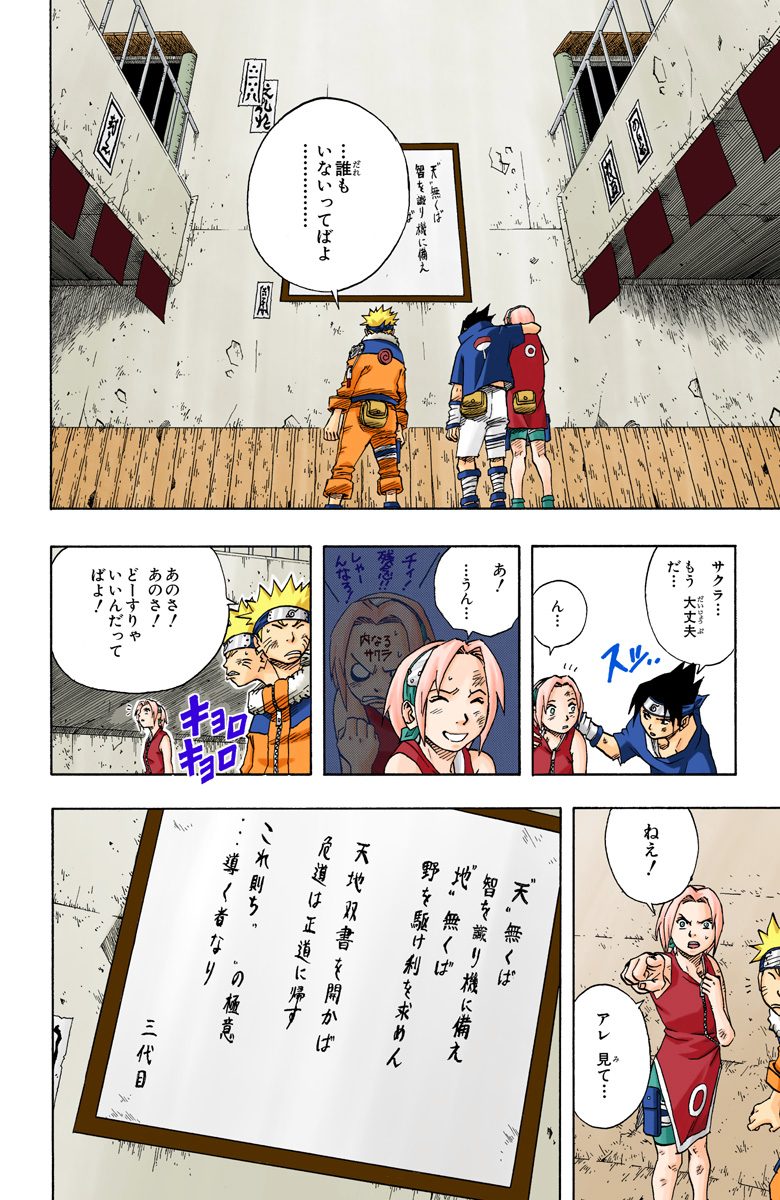 …誰も
いないってばよ
……………
天〟無くば
智を識り機に備え
サクラ…
もう 大丈夫
だ…
ん…
スッ…
あ!
…うん…
チィ!
残念!!
しゃー
んなろ!
内なる
サクラ
あのさ!
あのさ!
どーすりゃ
いいんだって
ばよ!
キョロ
キョロ
ねえ!
アレ 見て…
〝天〟無くば
智を識り機に備え
〝地〟無くば
野を駆け利を求めん
天地双書を開かば
危道は正道に帰す
これ則ち〝 〟の極意
…導く者なり
三代目